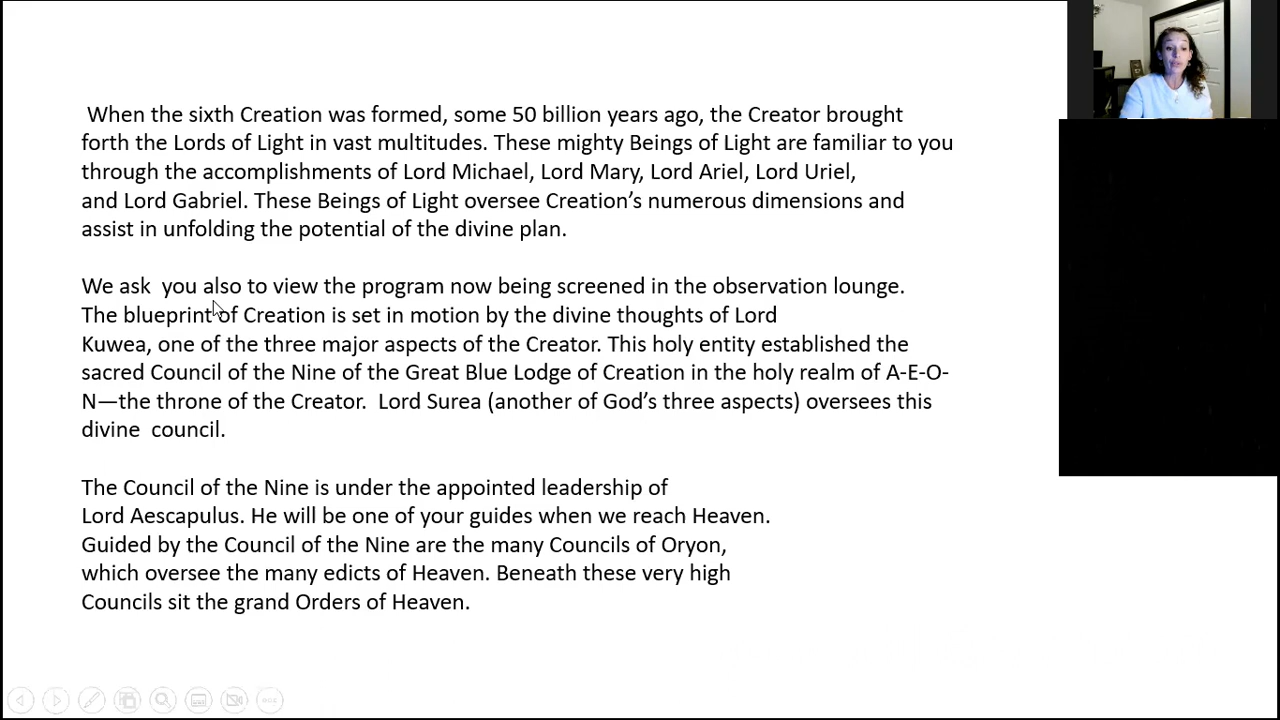 When the sixth Creation was formed, some 50 billion years ago, the Creator brought
forth the Lords of Light in vast multitudes. These mighty Beings of Light are familiar to you
through the accomplishments of Lord Michael, Lord Mary, Lord Ariel, Lord Uriel,
and Lord Gabriel. These Beings of Light oversee Creation’s numerous dimensions and
assist in unfolding the potential of the divine plan.
We ask  you also to view the program now being screened in the observation lounge.
The blueprint of Creation is set in motion by the divine thoughts of Lord
Kuwea, one of the three major aspects of the Creator. This holy entity established the
sacred Council of the Nine of the Great Blue Lodge of Creation in the holy realm of A-E-O-
N—the throne of the Creator.  Lord Surea (another of God’s three aspects) oversees this
divine  council.
The Council of the Nine is under the appointed leadership of
Lord Aescapulus. He will be one of your guides when we reach Heaven.
Guided by the Council of the Nine are the many Councils of Oryon,
which oversee the many edicts of Heaven. Beneath these very high
Councils sit the grand Orders of Heaven.